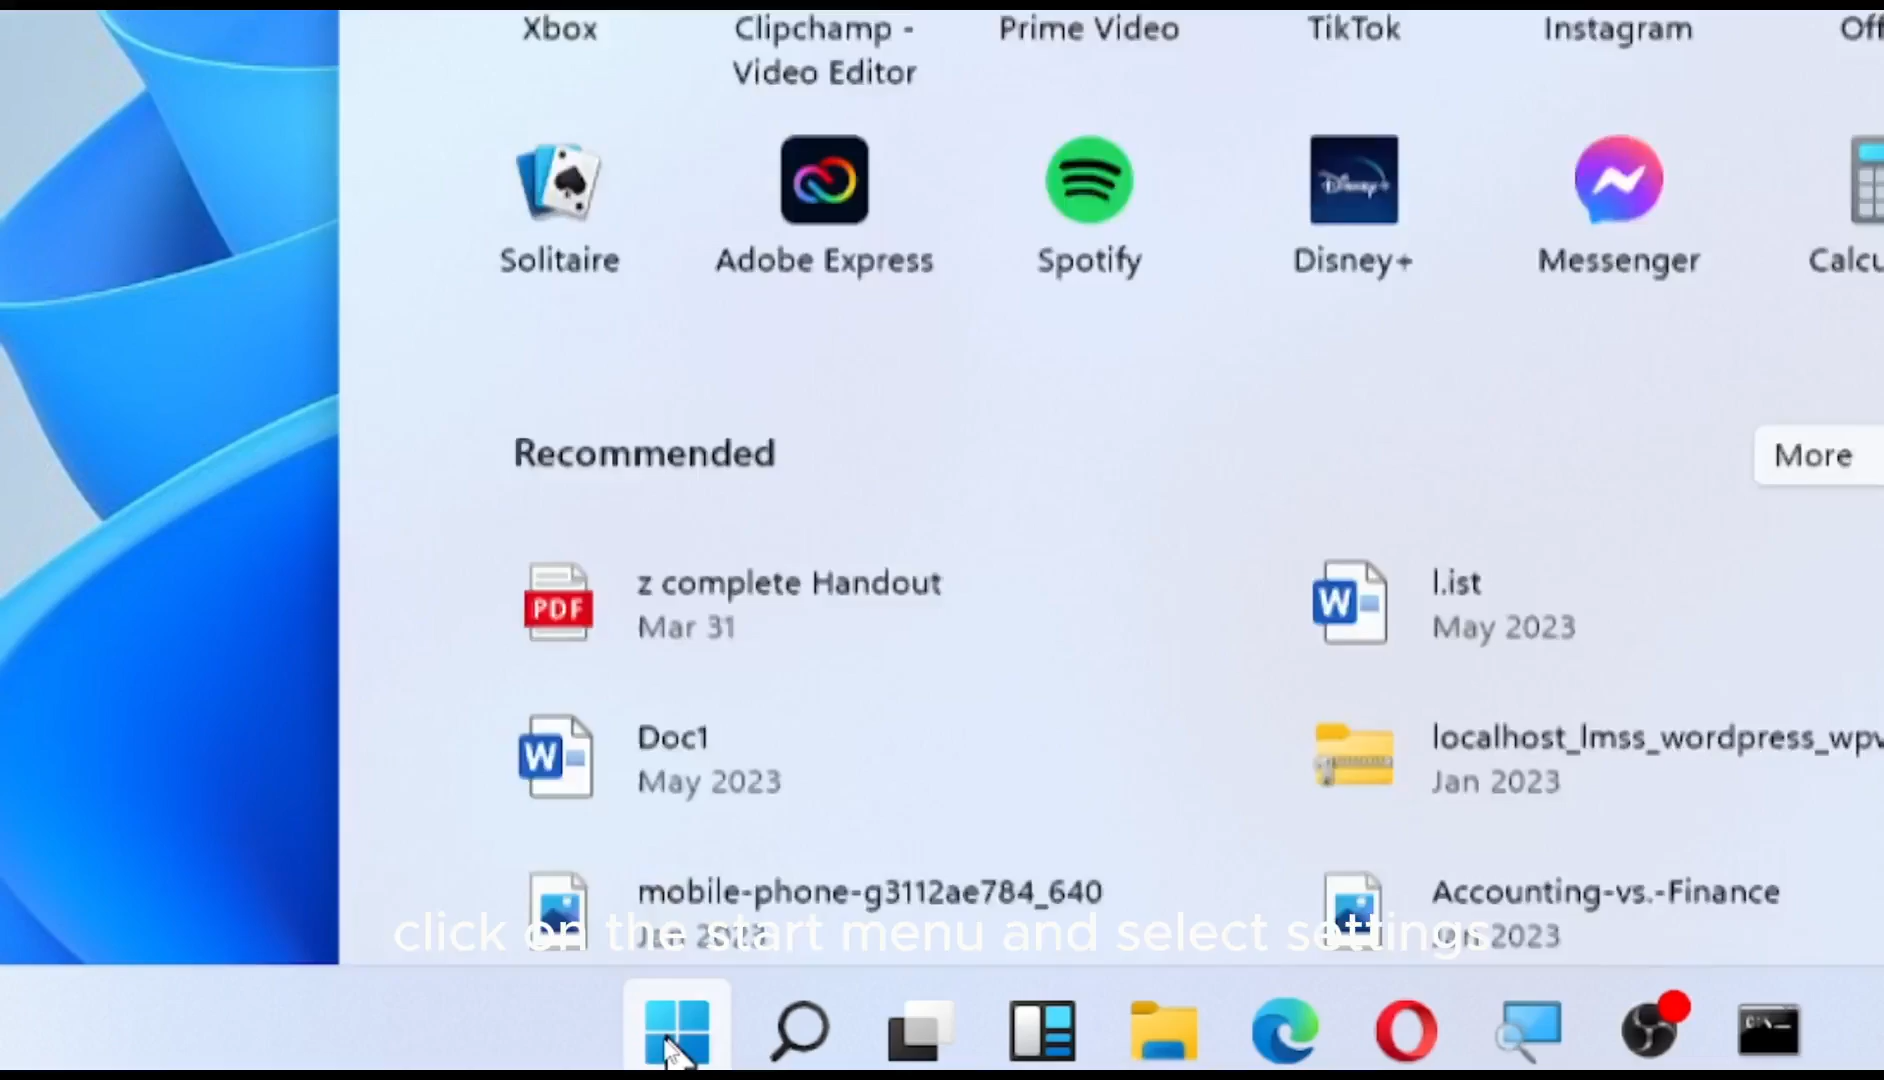 Xbox
Clipchamp -
Video Editor
Prime Video
TikTok
Instagram
Solitaire
Adobe Express
Spotify
Disney+
Disney+
Messenger
Recommended
More
PDF
z complete Handout
Mar 31
W
l.ist
May 2023
W
Doc1
May 2023
localhost_lmss_wordpress_wpv
Jan 2023
mobile-phone-g3112ae784_640
Accounting-vs.-Finance
2023
click on the start menu and select settings